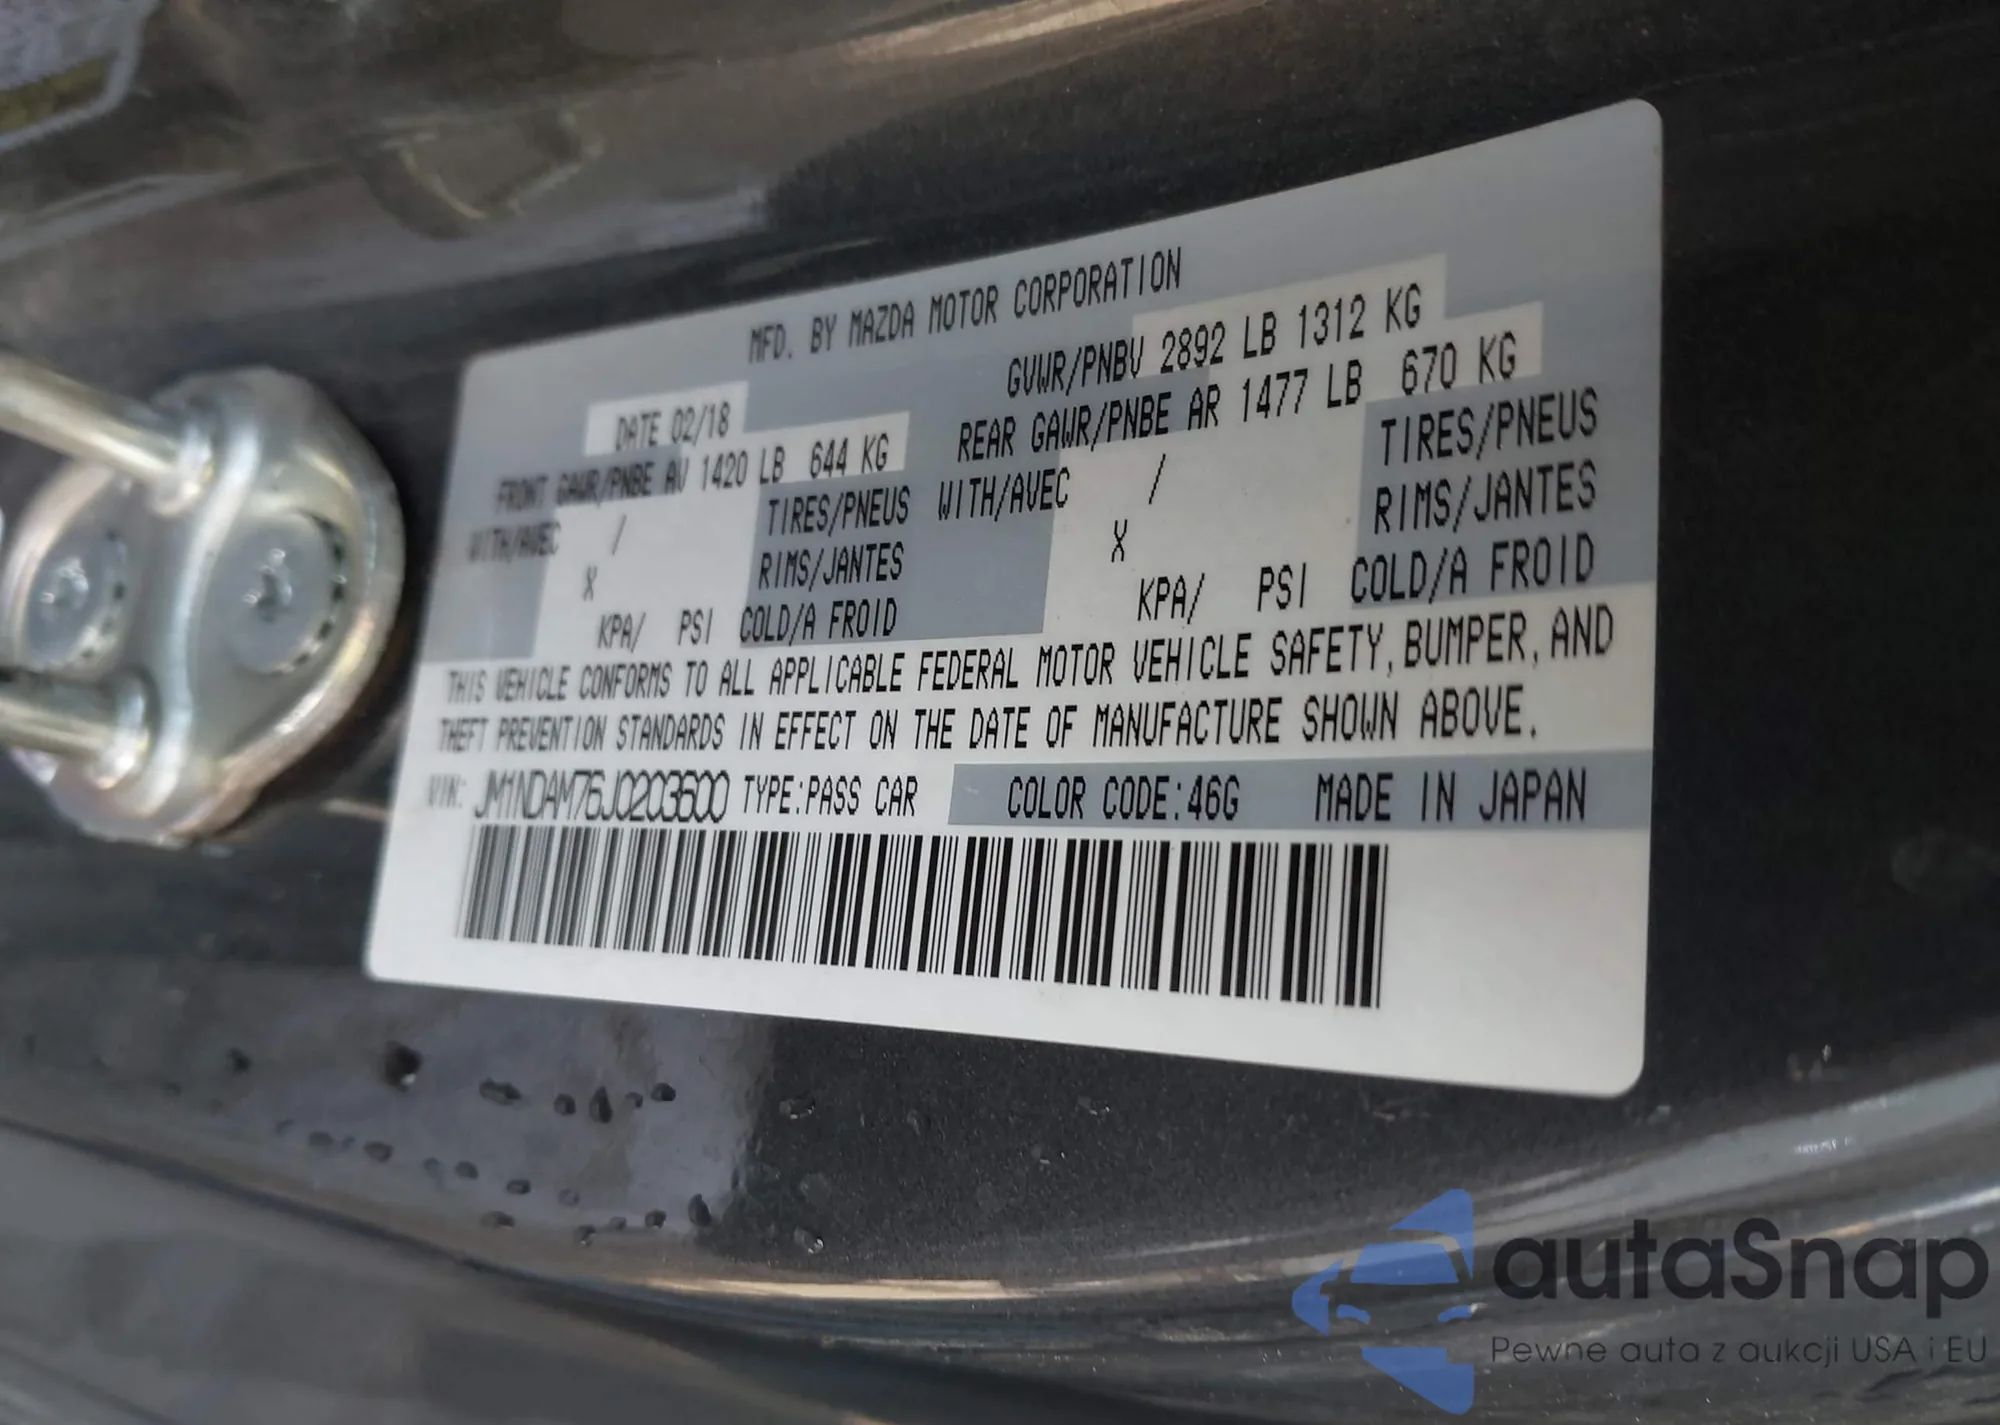 MFD. BY MAZDA MOTOR CORPORATION
DATE 02/18 GVWR/PNBV 2892 LB 1312 KG
FRONT GAWR/PNBE AV 1420 LB 644 KG REAR GAWR/PNBE AR 1477 LB 670 KG
WITH/AVEC / TIRES/PNEUS WITH/AVEC / TIRES/PNEUS
X RIMS/JANTES X RIMS/JANTES
KPA/ PSI COLD/A FROID KPA/ PSI COLD/A FROID
THIS VEHICLE CONFORMS TO ALL APPLICABLE FEDERAL MOTOR VEHICLE SAFETY, BUMPER, AND
THEFT PREVENTION STANDARDS IN EFFECT ON THE DATE OF MANUFACTURE SHOWN ABOVE.
VIN: JM1NDAM76J0203600 TYPE:PASS CAR COLOR CODE:46G MADE IN JAPAN
autaSnap
Pewne auta z aukcji USA i EU